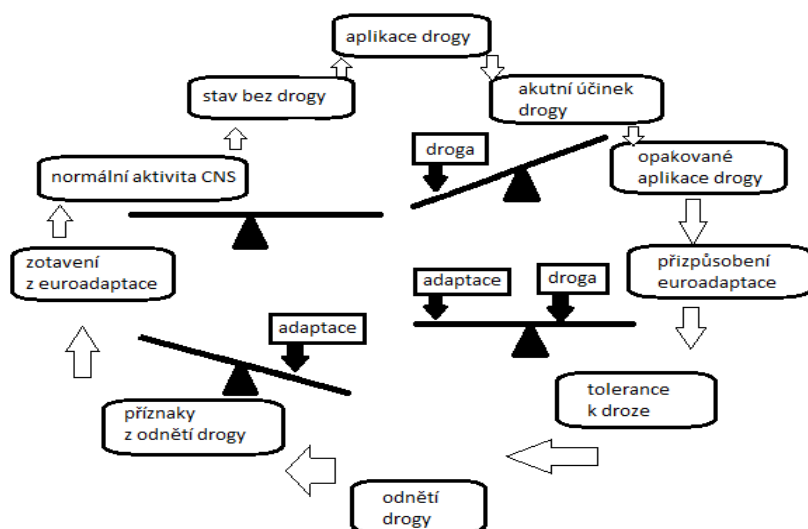 aplikace drogy
akutní účinek
drogy
opakované
aplikace drogy
přizpůsobení
euroadaptace
tolerance
k droze
odnětí
drogy
příznaky
z odnětí drogy
zotavení
z euroadaptace
normální aktivita CNS
stav bez drogy
droga
adaptace
droga
adaptace